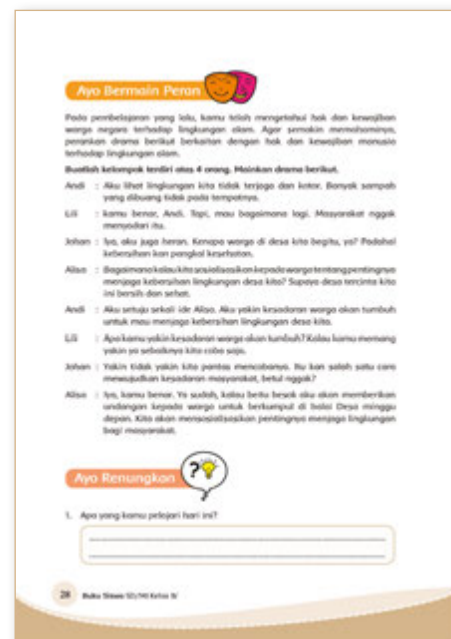 Ayo Bermain Peran
Pada pembelajaran yang lalu, kamu telah mengetahui hak dan kewajiban
warga negara terhadap lingkungan alam. Agar semakin memahaminya,
perankan drama berikut berkaitan dengan hak dan kewajiban manusia
terhadap lingkungan alam.
Buatlah kelompok terdiri atas 4 orang. Mainkan drama berikut.
Andi : Aku lihat lingkungan kita tidak terjaga dan kotor. Banyak sampah
yang dibuang tidak pada tempatnya.
Lili : kamu benar, Andi. Tapi, mau bagaimana lagi. Masyarakat nggak
menyadari itu.
Johan : Iya, aku juga heran. Kenapa warga di desa kita begitu, ya? Padahal
kebersihan kan pangkal kesehatan.
Alisa : Bagaimana kalau kita sosialisasikan kepada warga tentang pentingnya
menjaga kebersihan lingkungan desa kita? Supaya desa tercinta kita
ini bersih dan sehat.
Andi : Aku setuju sekali ide Alisa. Aku yakin kesadaran warga akan tumbuh
untuk mau menjaga kebersihan lingkungan desa kita.
Lili : Apa kamu yakin kesadaran warga akan tumbuh? Kalau kamu memang
yakin ya sebaiknya kita coba saja.
Johan : Yakin tidak yakin kita pantas mencobanya. Itu kan salah satu cara
mewujudkan kesadaran masyarakat, betul nggak?
Alisa : Iya, kamu benar. Ya sudah, kalau beitu besok aku akan memberikan
undangan kepada warga untuk berkumpul di balai Desa minggu
depan. Kita akan mensosialisasikan pentingnya menjaga lingkungan
bagi masyarakat.
Ayo Renungkan
1. Apa yang kamu pelajari hari ini?
28 Buku Siswa SD/MI Kelas IV